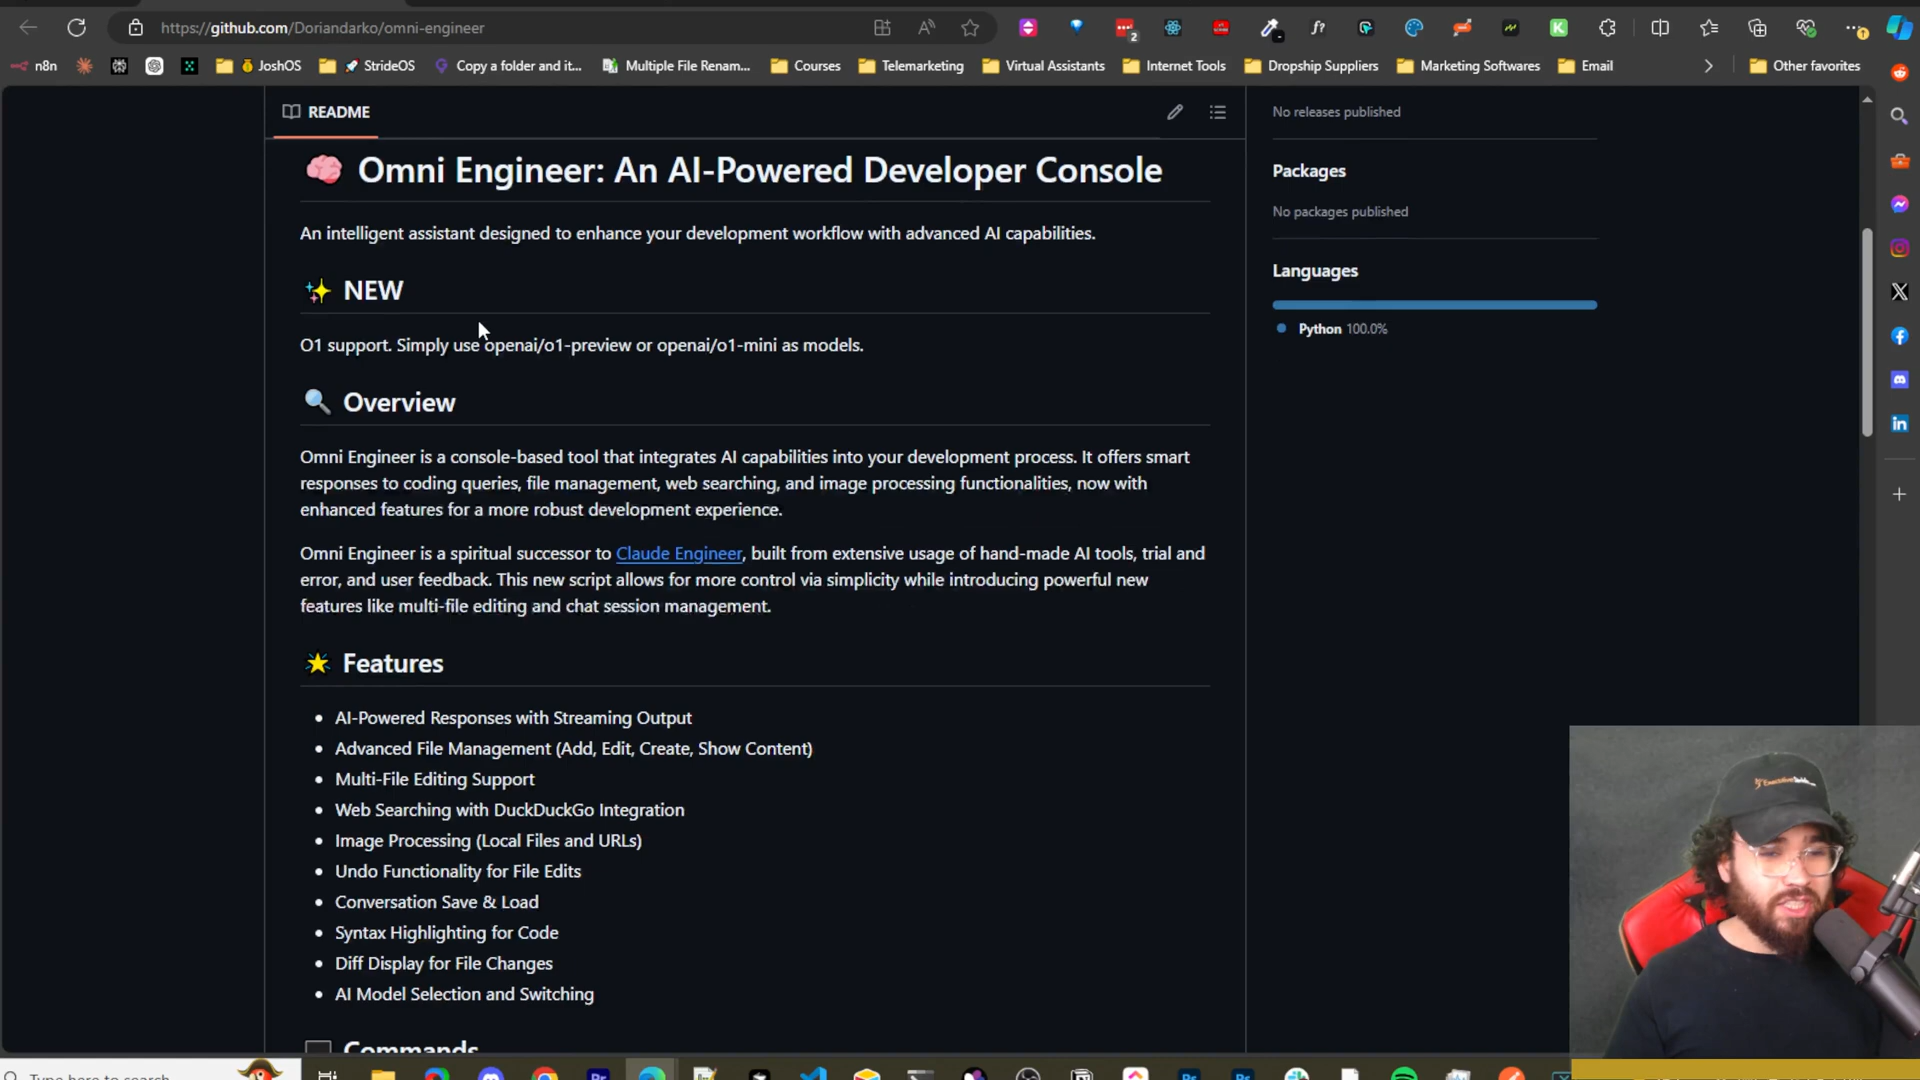 https://github.com/Doriandarko/omni-engineer
2
n8n
JoshOS
StrideOS
Copy a folder and it...
Multiple File Renam...
Courses
Telemarketing
Virtual Assistants
Internet Tools
Dropship Suppliers
Marketing Softwares
Email
Other favorites
README
🧠 Omni Engineer: An AI-Powered Developer Console
An intelligent assistant designed to enhance your development workflow with advanced AI capabilities.
✨ NEW
O1 support. Simply use openai/o1-preview or openai/o1-mini as models.
🔍 Overview
Omni Engineer is a console-based tool that integrates AI capabilities into your development process. It offers smart
responses to coding queries, file management, web searching, and image processing functionalities, now with
enhanced features for a more robust development experience.
Omni Engineer is a spiritual successor to Claude Engineer, built from extensive usage of hand-made AI tools, trial and
error, and user feedback. This new script allows for more control via simplicity while introducing powerful new
features like multi-file editing and chat session management.
🌟 Features
• AI-Powered Responses with Streaming Output
• Advanced File Management (Add, Edit, Create, Show Content)
• Multi-File Editing Support
• Web Searching with DuckDuckGo Integration
• Image Processing (Local Files and URLs)
• Undo Functionality for File Edits
• Conversation Save & Load
• Syntax Highlighting for Code
• Diff Display for File Changes
• AI Model Selection and Switching
Commands
No releases published
Packages
No packages published
Languages
Python 100.0%
Type here to search